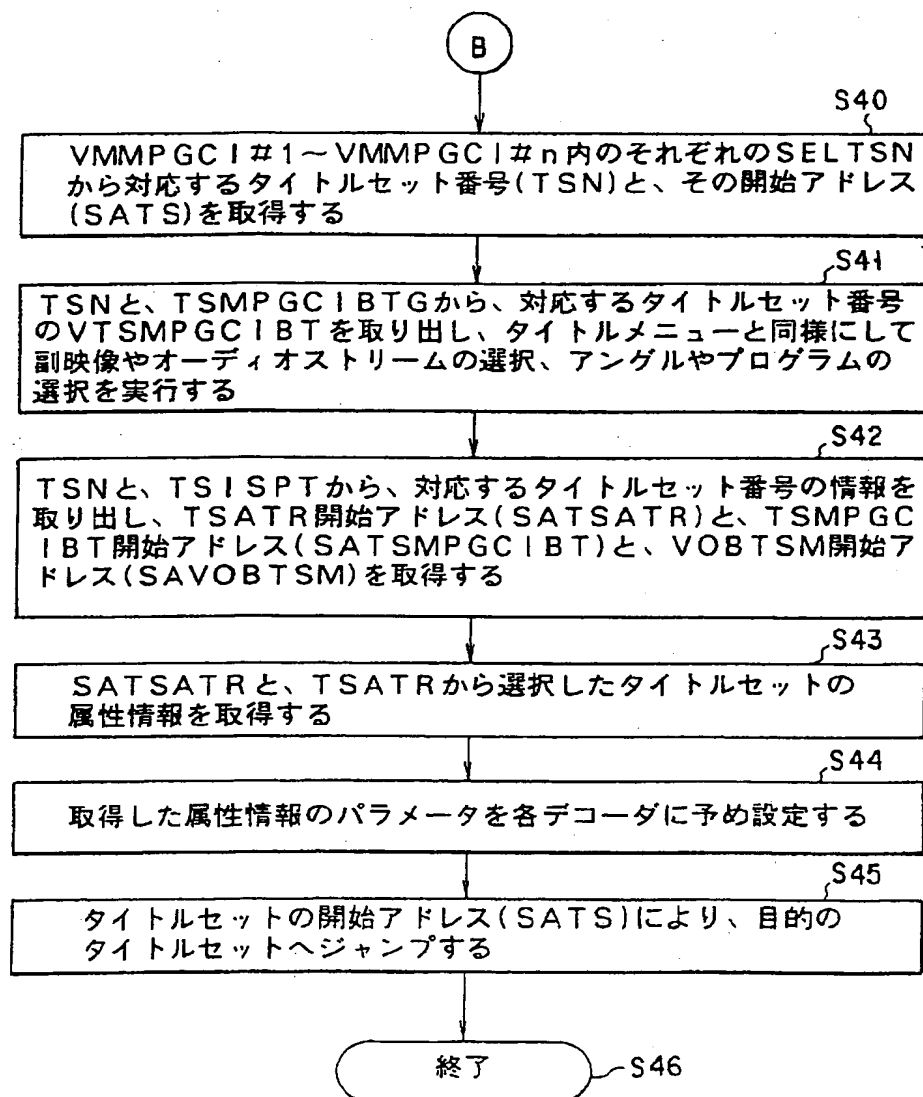 B
S40
VMMPGCI#1~VMMPGCI#n内のそれぞれのSELTSN
から対応するタイトルセット番号(TSN)と、その開始アドレス
(SATS)を取得する
S41
TSNと、TSMPGCIBTGから、対応するタイトルセット番号
のVTSMPGCIBTを取り出し、タイトルメニューと同様にして
副映像やオーディオストリームの選択、アングルやプログラムの
選択を実行する
S42
TSNと、TSISPTから、対応するタイトルセット番号の情報を
取り出し、TSATR開始アドレス(SATSATR)と、TSMPGC
IBT開始アドレス(SATSMPGCIBT)と、VOBTSM開始ア
ドレス(SAVOBTSM)を取得する
S43
SATSATRと、TSATRから選択したタイトルセットの
属性情報を取得する
S44
取得した属性情報のパラメータを各デコーダに予め設定する
S45
タイトルセットの開始アドレス(SATS)により、目的の
タイトルセットへジャンプする
終了
S46